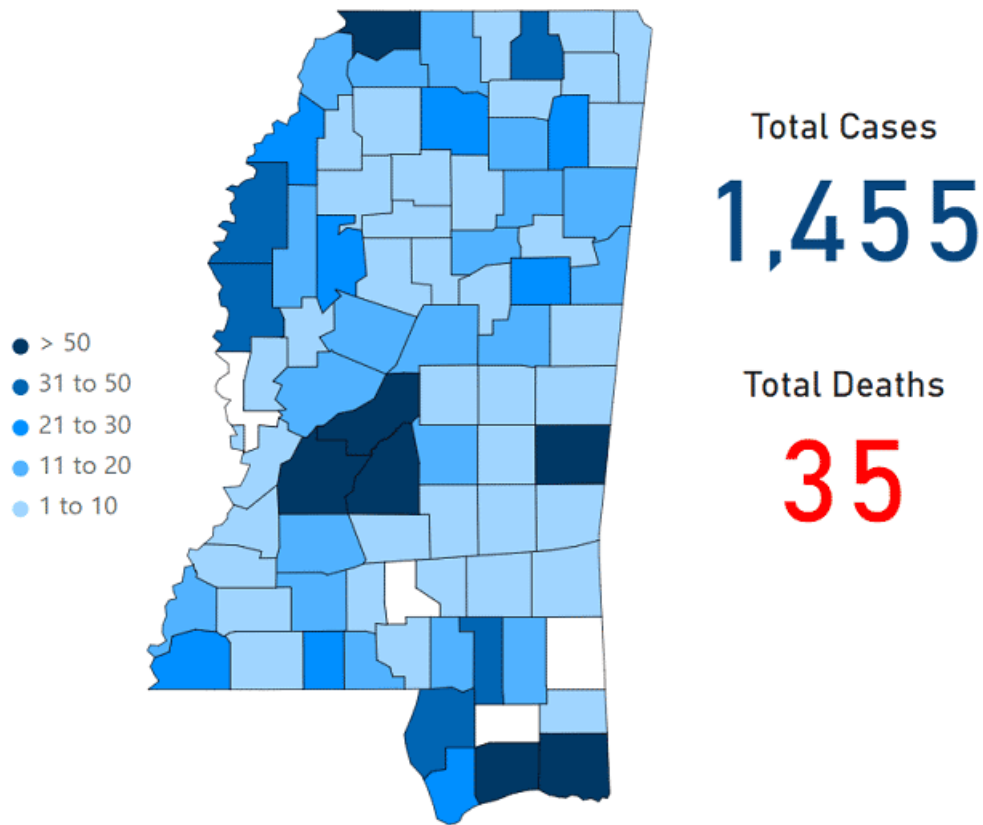 Total Cases
1,455
> 50
31 to 50
21 to 30
11 to 20
1 to 10
Total Deaths
35